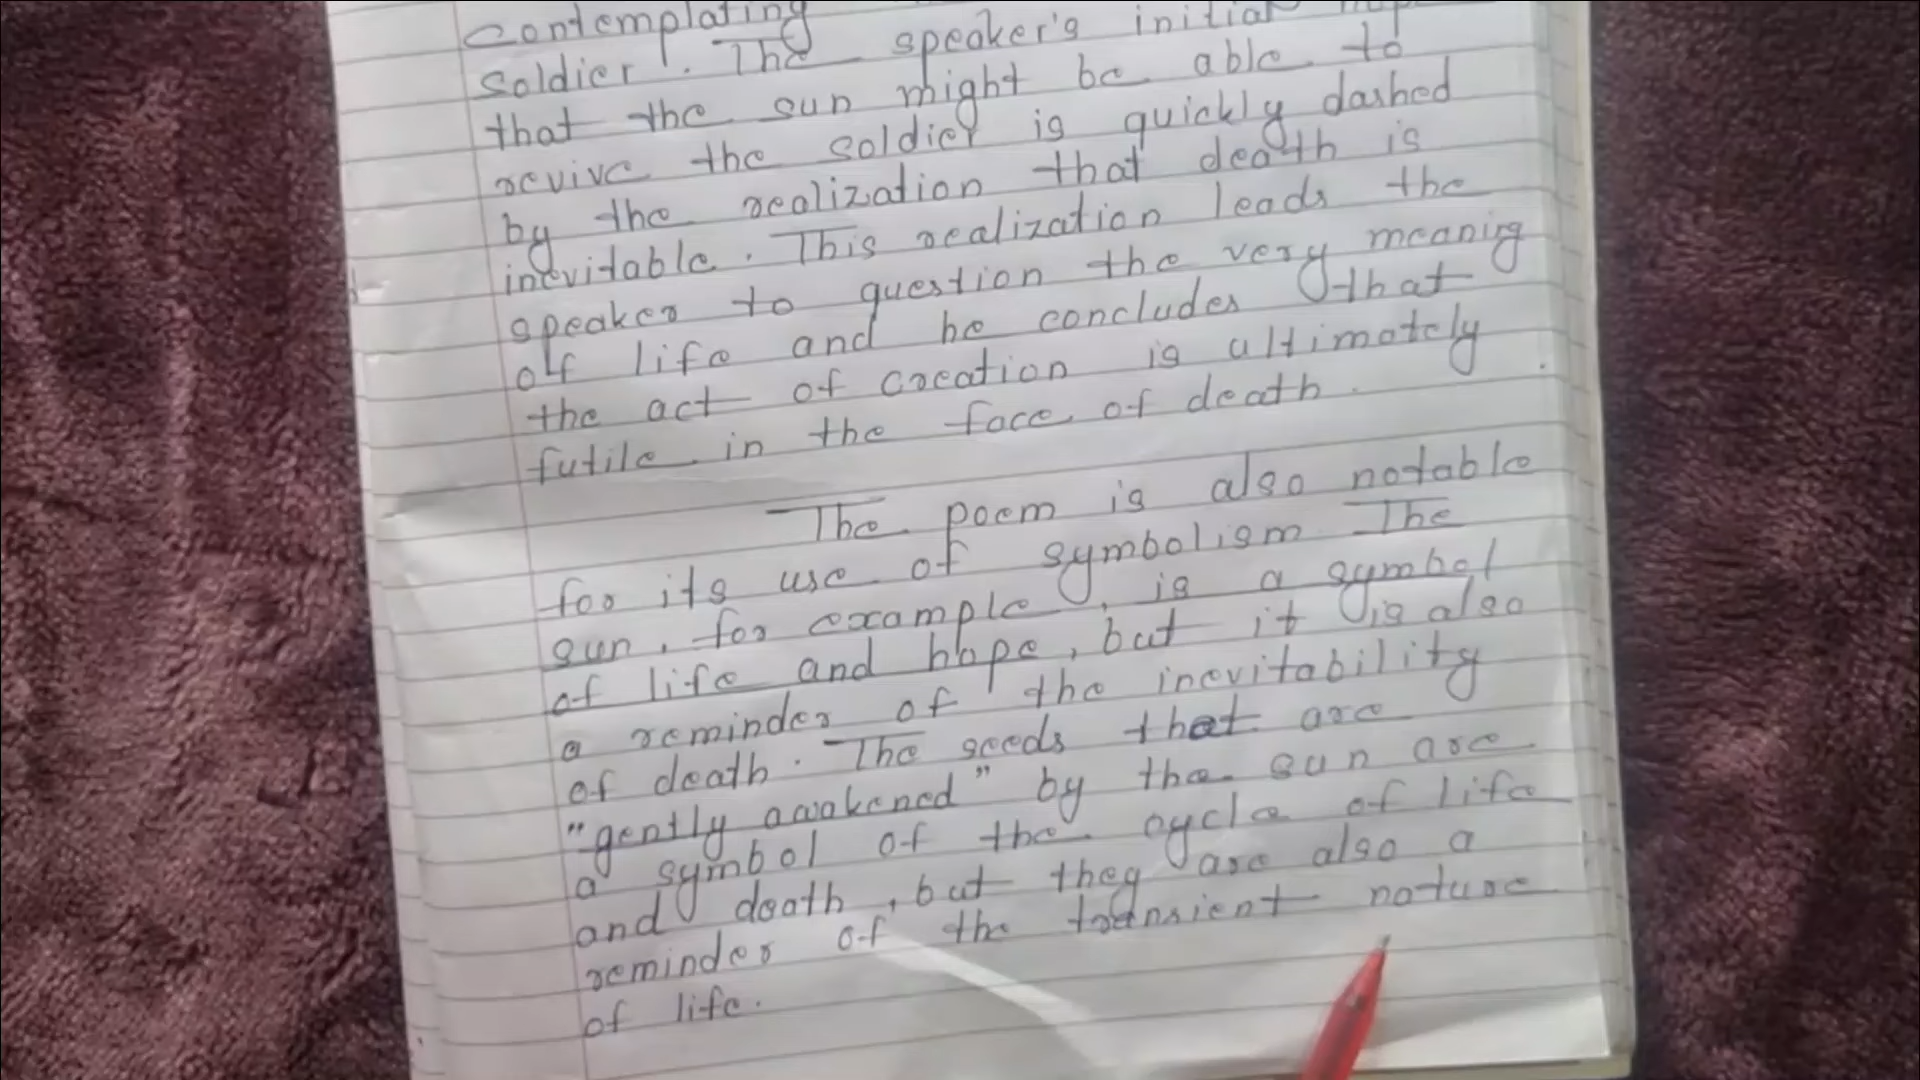 contemplating
soldier. The speaker's initial
that the sun might be able to
revive the soldier is quickly dashed
by the realization that death is
inevitable. This realization leads the
speaker to question the very meaning
of life and he concludes that
the act of creation is ultimately
futile in the face of death.
The poem is also notable
for its use of symbolism The
sun, for example, is a symbol
of life and hope, but it is also
a reminder of the inevitability
of death. The seeds that are
"gently awakened" by the sun are
a symbol of the cycle of life
and death, but they are also a
reminder of the transient nature
of life.